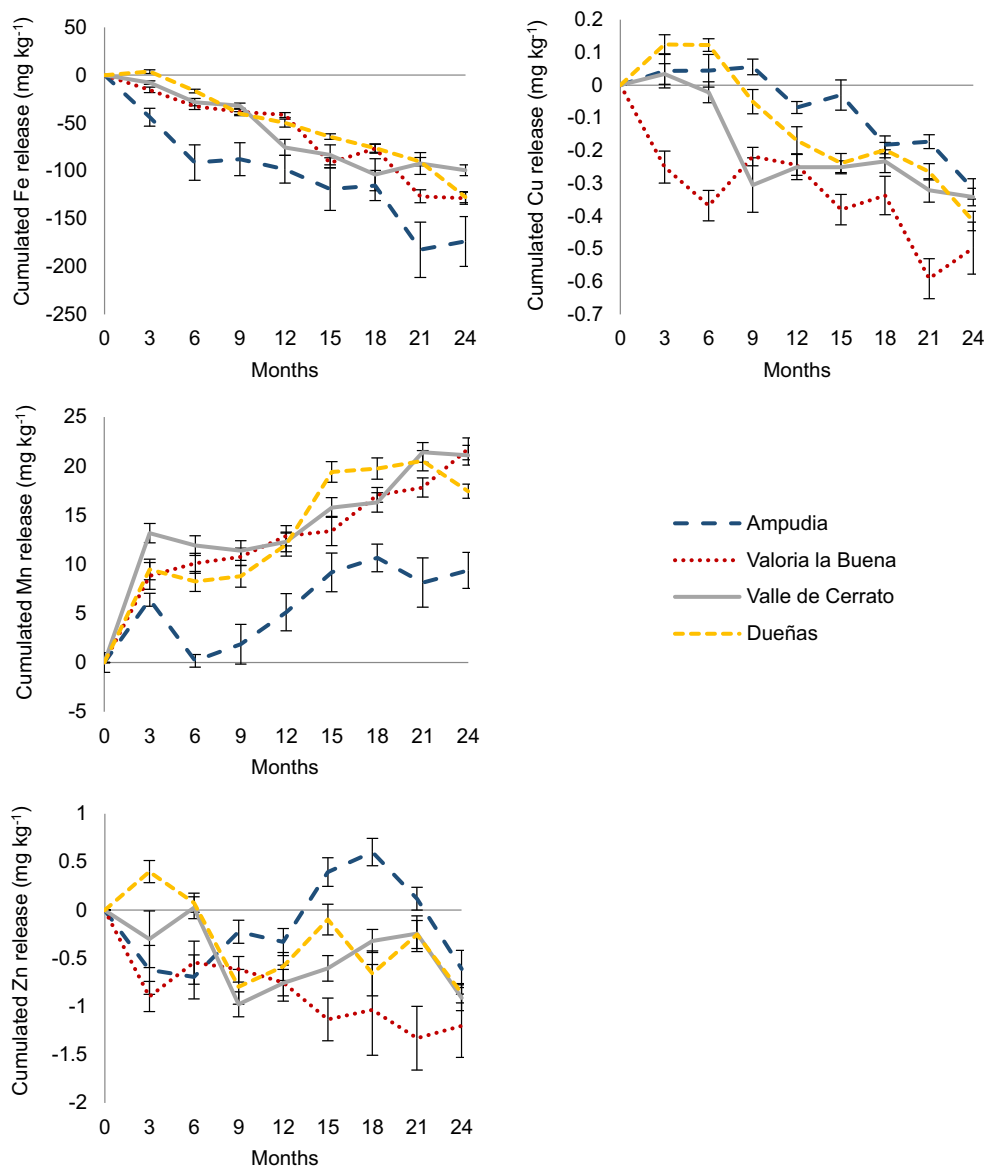 Cumulated Fe release (mg kg⁻¹)
50
0
-50
-100
-150
-200
-250
0 3 6 9 12 15 18 21 24
Months
Cumulated Cu release (mg kg⁻¹)
0.2
0.1
0
-0.1
-0.2
-0.3
-0.4
-0.5
-0.6
-0.7
0 3 6 9 12 15 18 21 24
Months
Cumulated Mn release (mg kg⁻¹)
25
20
15
10
5
0
-5
0 3 6 9 12 15 18 21 24
Months
Ampudia
Valoria la Buena
Valle de Cerrato
Dueñas
Cumulated Zn release (mg kg⁻¹)
1
0.5
0
-0.5
-1
-1.5
-2
0 3 6 9 12 15 18 21 24
Months